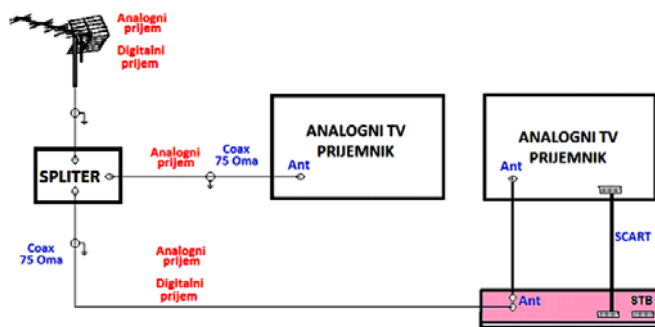 Analogni
prijem
Digitalni
prijem
SPLITER
Analogni
prijem
Coax
75 Oma
Ant
ANALOGNI TV
PRIJEMNIK
ANALOGNI TV
PRIJEMNIK
Ant
SCART
Coax
75 Oma
Analogni
prijem
Digitalni
prijem
Ant
STB